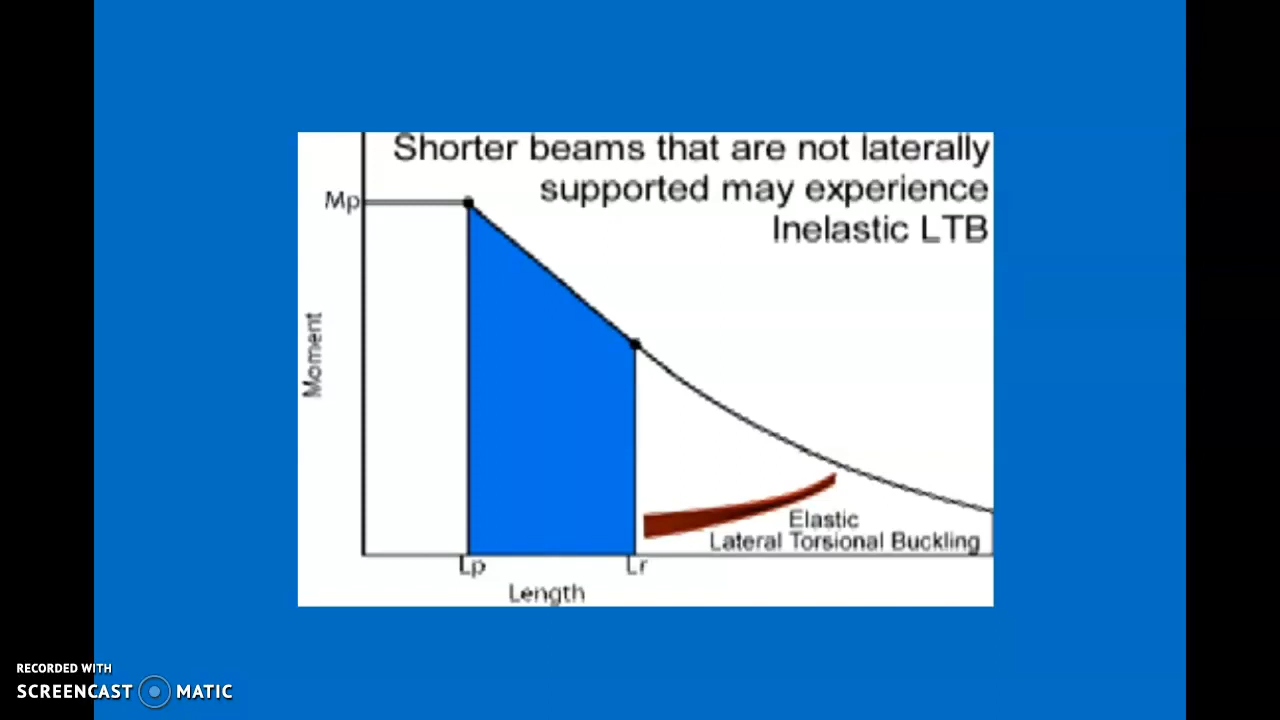 Shorter beams that are not laterally
supported may experience
Inelastic LTB
Mp
Moment
Elastic
Lateral Torsional Buckling
Lp
Lr
Length
RECORDED WITH
SCREENCAST MATIC